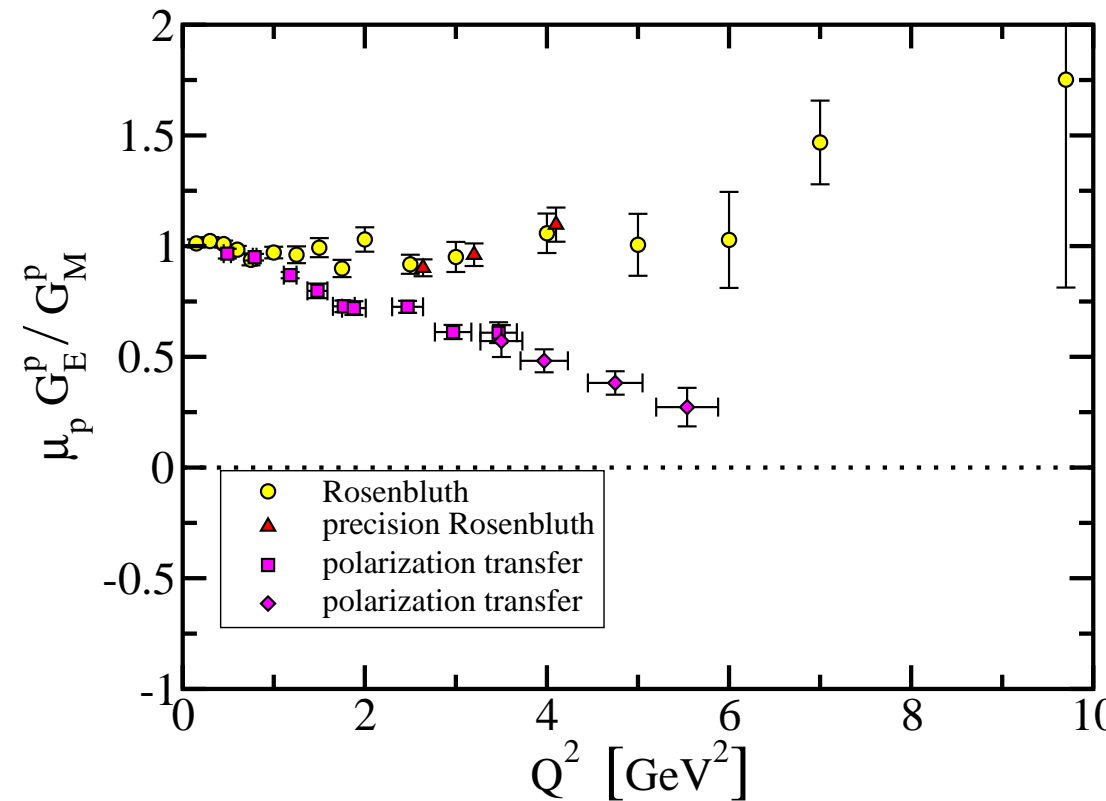 2
1.5
1
0.5
0
-0.5
-1
μp GEp / GMp
Rosenbluth
precision Rosenbluth
polarization transfer
polarization transfer
0 2 4 6 8 10
Q2 [GeV2]